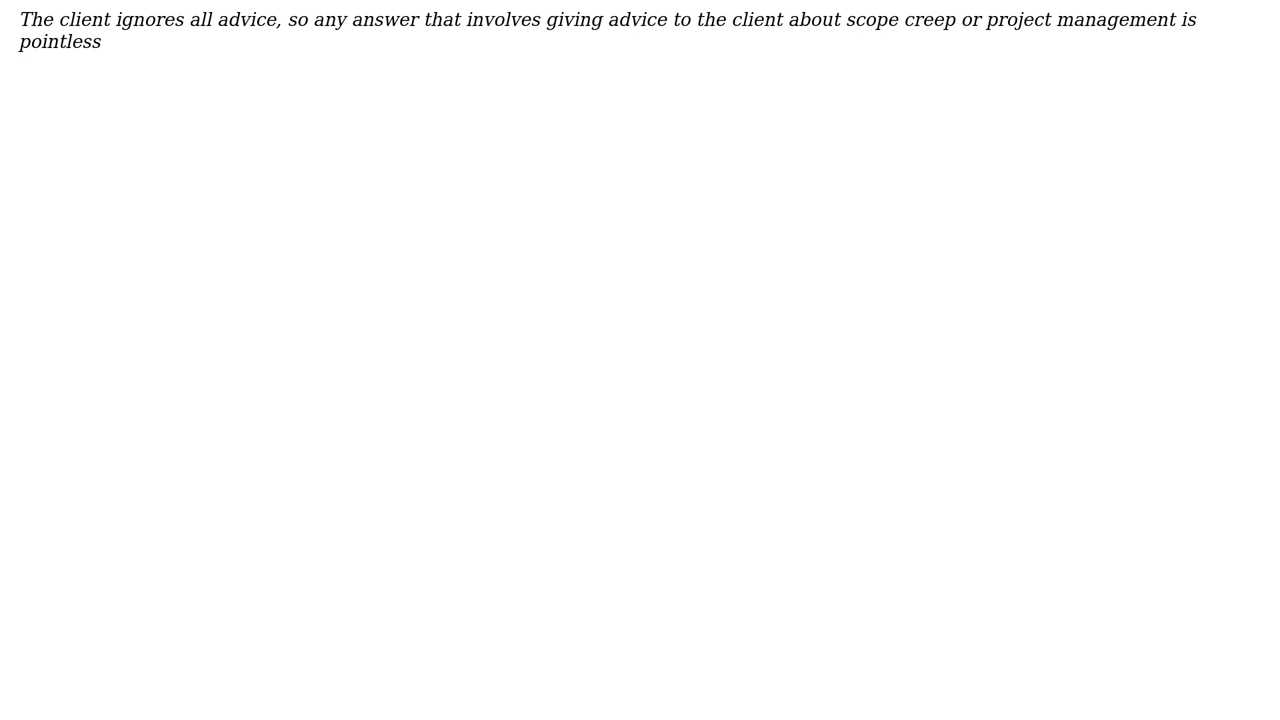 The client ignores all advice, so any answer that involves giving advice to the client about scope creep or project management is
pointless